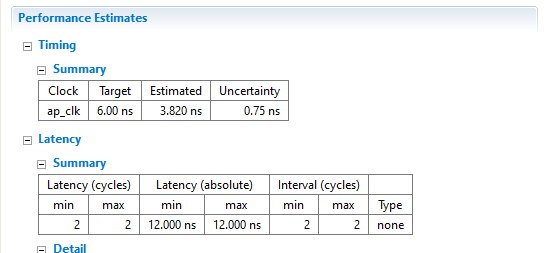 Performance Estimates
Timing
Summary
Clock Target Estimated Uncertainty
ap_clk 6.00 ns 3.820 ns 0.75 ns
Latency
Summary
Latency (cycles) Latency (absolute) Interval (cycles)
min max min max min max Type
2 2 12.000 ns 12.000 ns 2 2 none
Detail